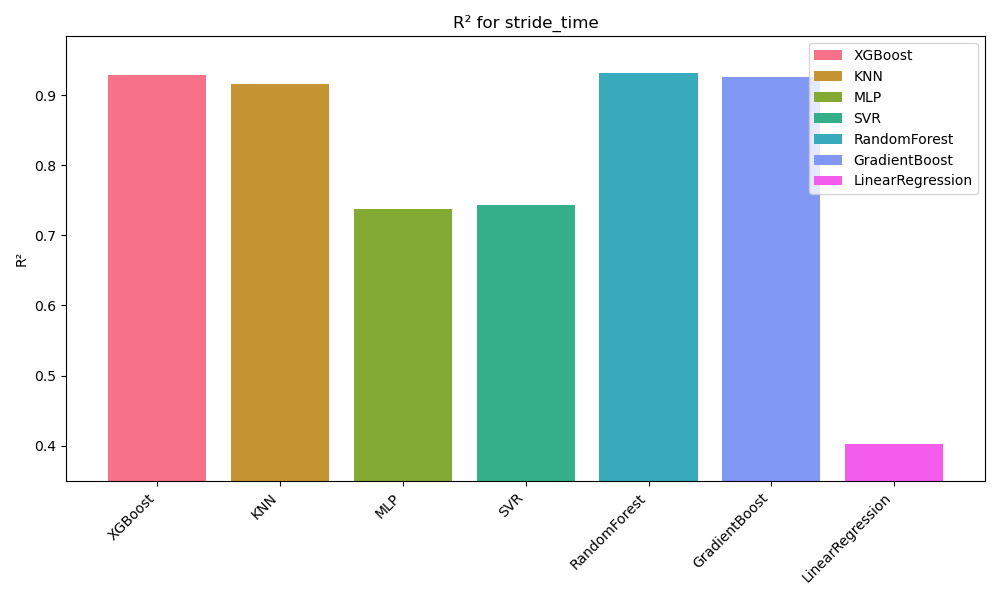 R² for stride_time
XGBoost
KNN
MLP
SVR
RandomForest
GradientBoost
LinearRegression
R²
0.9
0.8
0.7
0.6
0.5
0.4
XGBoost
KNN
MLP
SVR
RandomForest
GradientBoost
LinearRegression